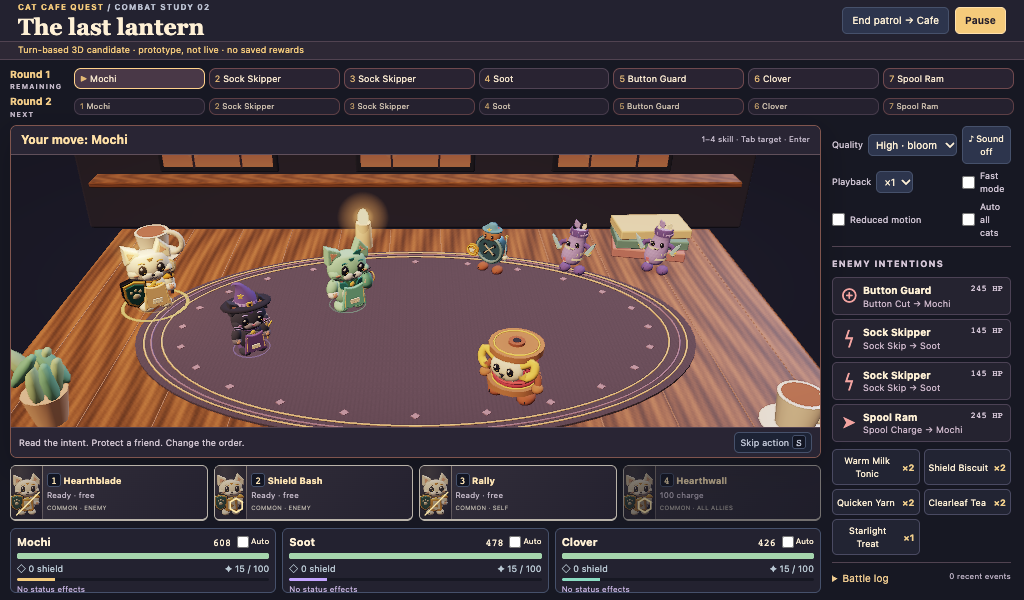 CAT CAFE QUEST / COMBAT STUDY 02
The last lantern
End patrol → Cafe
Pause
Turn-based 3D candidate · prototype, not live · no saved rewards
Round 1
REMAINING
▶ Mochi
2 Sock Skipper
3 Sock Skipper
4 Soot
5 Button Guard
6 Clover
7 Spool Ram
Round 2
NEXT
1 Mochi
2 Sock Skipper
3 Sock Skipper
4 Soot
5 Button Guard
6 Clover
7 Spool Ram
Your move: Mochi
1–4 skill · Tab target · Enter
Read the intent. Protect a friend. Change the order.
Skip action S
1 Hearthblade
Ready · free
COMMON · ENEMY
2 Shield Bash
Ready · free
COMMON · ENEMY
3 Rally
Ready · free
COMMON · SELF
4 Hearthwall
100 charge
COMMON · ALL ALLIES
Mochi 608 Auto
◇ 0 shield ✦ 15 / 100
No status effects
Soot 478 Auto
◇ 0 shield ✦ 15 / 100
No status effects
Clover 426 Auto
◇ 0 shield ✦ 15 / 100
No status effects
Quality High · bloom
♪ Sound
off
Playback ×1
Fast
mode
Reduced motion
Auto
all
cats
ENEMY INTENTIONS
Button Guard 245 HP
Button Cut → Mochi
Sock Skipper 145 HP
Sock Skip → Soot
Sock Skipper 145 HP
Sock Skip → Soot
Spool Ram 245 HP
Spool Charge → Mochi
Warm Milk
Tonic ×2
Shield Biscuit ×2
Quicken Yarn ×2
Clearleaf Tea ×2
Starlight
Treat ×1
▶ Battle log 0 recent events